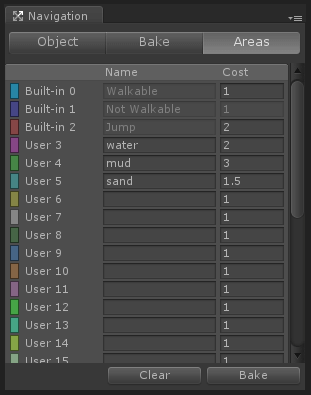 Navigation
Object Bake Areas
Name Cost
Built-in 0 Walkable 1
Built-in 1 Not Walkable 1
Built-in 2 Jump 2
User 3 water 2
User 4 mud 3
User 5 sand 1.5
User 6 1
User 7 1
User 8 1
User 9 1
User 10 1
User 11 1
User 12 1
User 13 1
User 14 1
User 15 1
Clear Bake